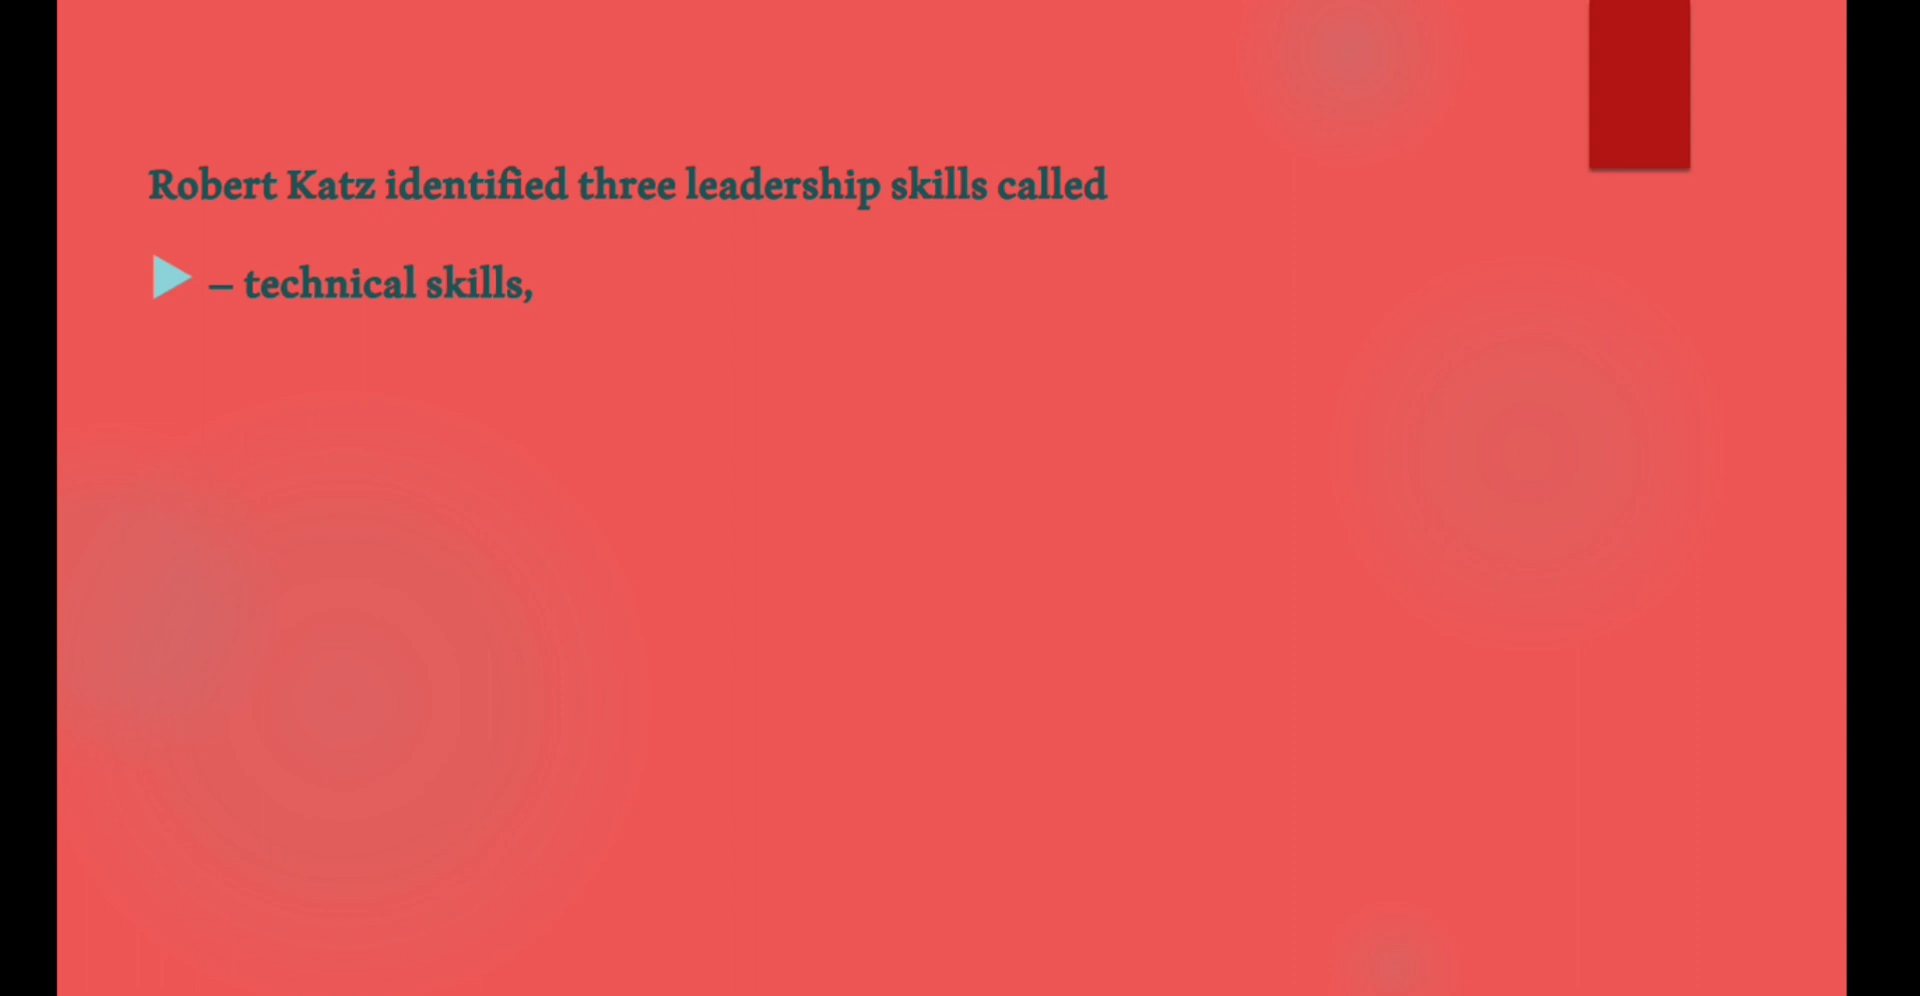 Robert Katz identified three leadership skills called
– technical skills,